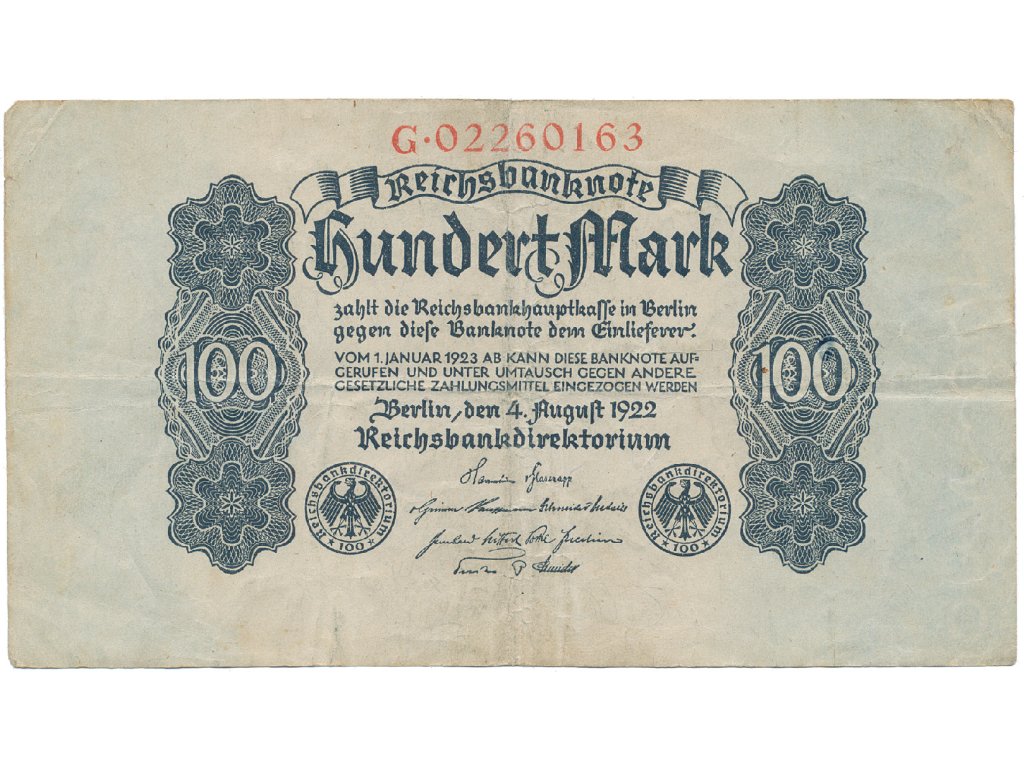 G·02260163
Reichsbanknote
Hundert Mark
zahlt die Reichsbankhauptkasse in Berlin
gegen diese Banknote dem Einlieferer.
VOM 1. JANUAR 1923 AB KANN DIESE BANKNOTE AUF-
GERUFEN UND UNTER UMTAUSCH GEGEN ANDERE
GESETZLICHE ZAHLUNGSMITTEL EINGEZOGEN WERDEN
100
100
Berlin, den 4. August 1922
Reichsbankdirektorium
Reichsbankdirektorium
100
Reichsbankdirektorium
100